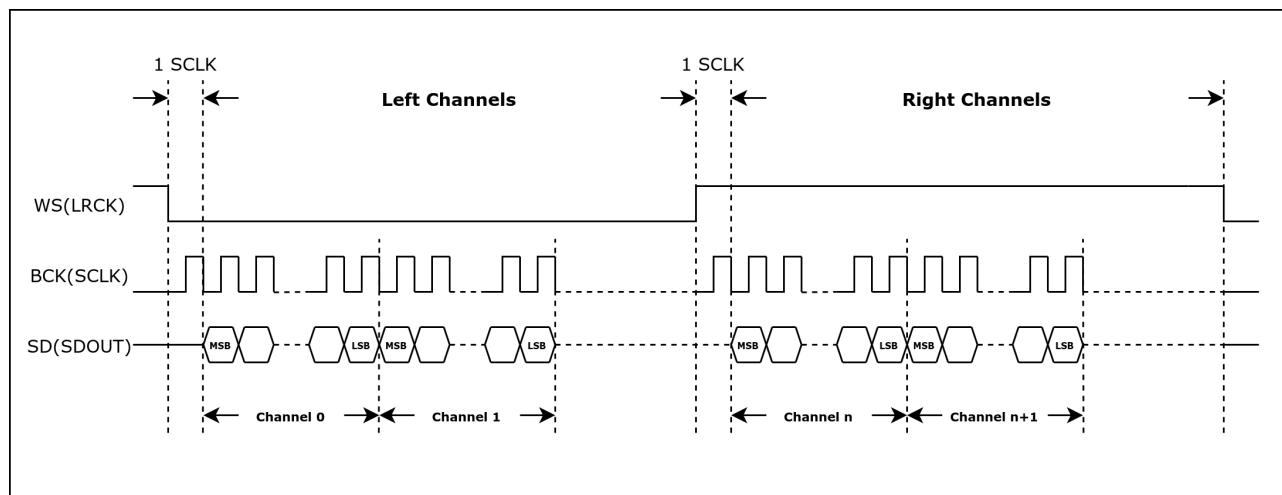 1 SCLK 1 SCLK
Left Channels Right Channels
WS(LRCK)
BCK(SCLK)
SD(SDOUT) MSB LSB MSB LSB MSB LSB MSB LSB
Channel 0 Channel 1 Channel n Channel n+1